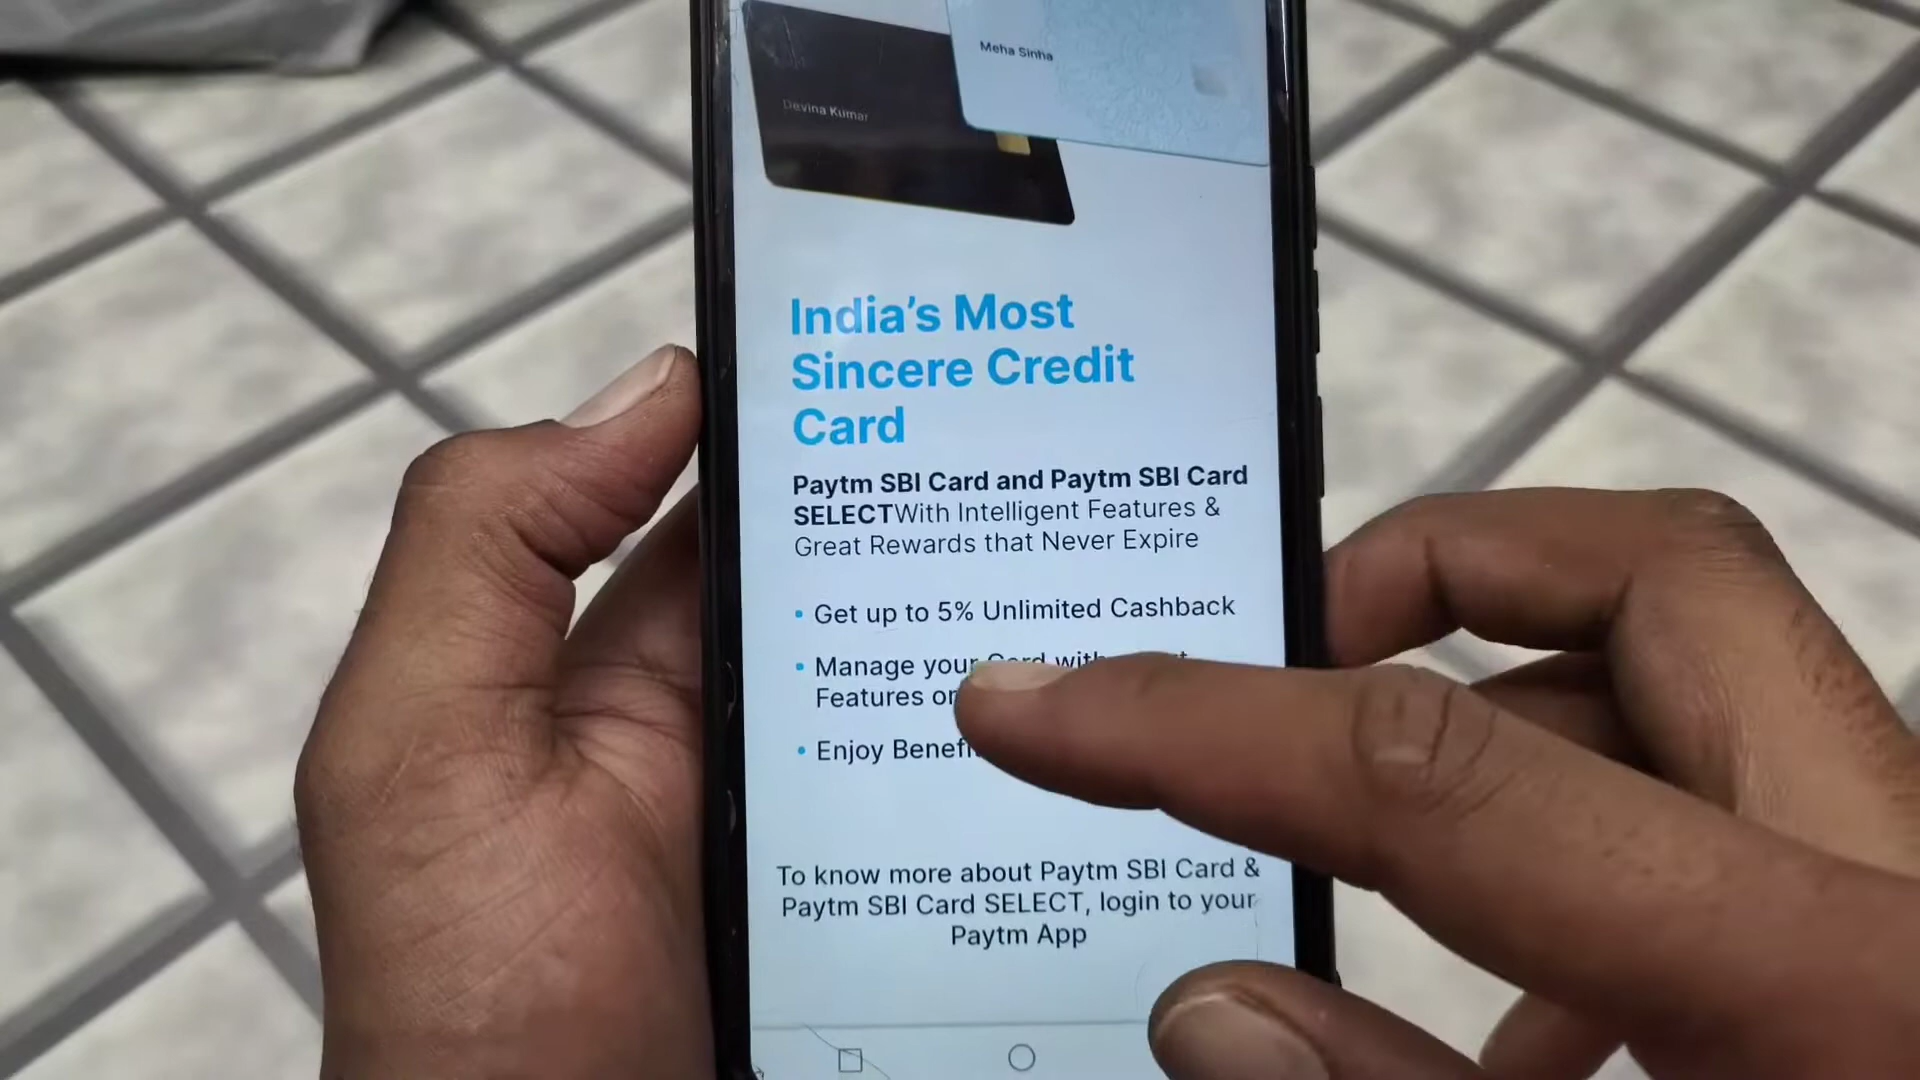 Meha Sinha
Devina Kumar
India's Most
Sincere Credit
Card
Paytm SBI Card and Paytm SBI Card
SELECTWith Intelligent Features &
Great Rewards that Never Expire
• Get up to 5% Unlimited Cashback
• Manage your Card with
Features on
• Enjoy
To know more about Paytm SBI Card &
Paytm SBI Card SELECT, login to your
Paytm App